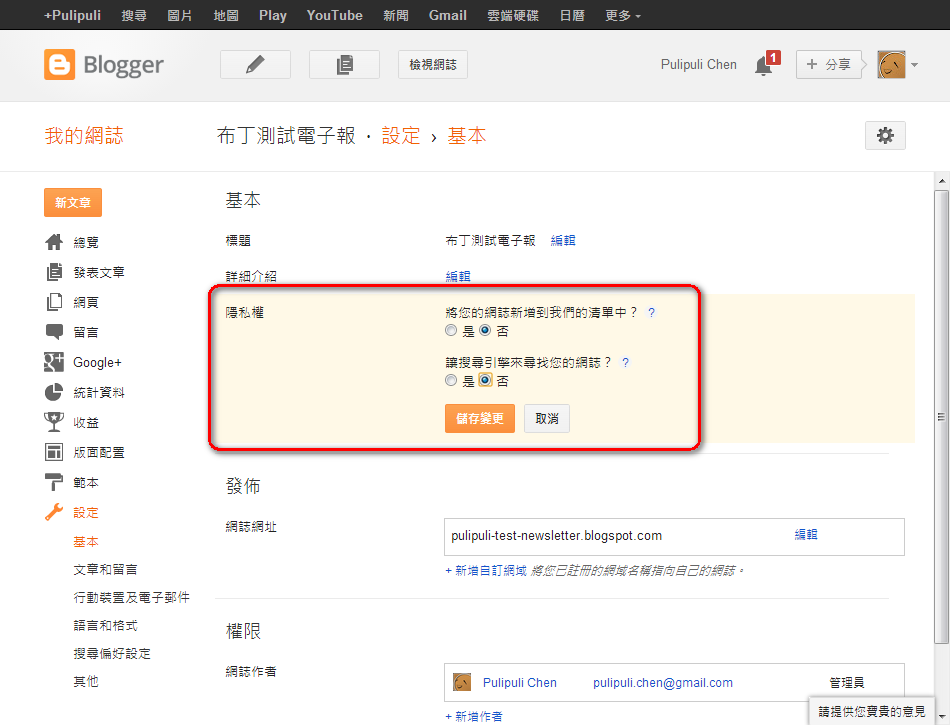 +Pulipuli 搜尋 圖片 地圖 Play YouTube 新聞 Gmail 雲端硬碟 日曆 更多
Blogger 檢視網誌 Pulipuli Chen 1 + 分享
我的網誌 布丁測試電子報 · 設定 › 基本
新文章
總覽
發表文章
網頁
留言
Google+
統計資料
收益
版面配置
範本
設定
基本
文章和留言
行動裝置及電子郵件
語言和格式
搜尋偏好設定
其他
基本
標題 布丁測試電子報 編輯
詳細介紹 編輯
隱私權 將您的網誌新增到我們的清單中？ ?
是 否
讓搜尋引擎來尋找您的網誌？ ?
是 否
儲存變更 取消
發佈
網誌網址 pulipuli-test-newsletter.blogspot.com 編輯
+ 新增自訂網域 將您已註冊的網域名稱指向自己的網誌。
權限
網誌作者 Pulipuli Chen pulipuli.chen@gmail.com 管理員
+ 新增作者
請提供您寶貴的意見